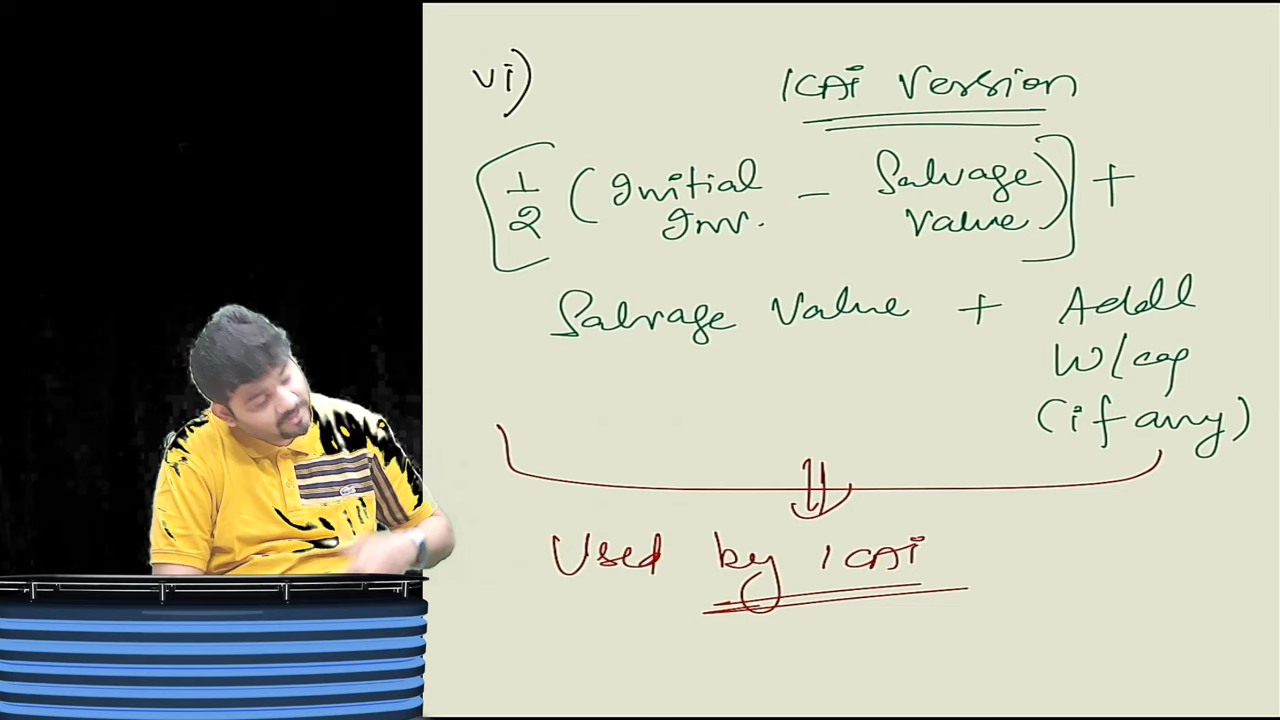 vi)
ICAI Version
[1/2 (Initial Inv. - Salvage Value)] +
Salvage Value + Addl W/cap (if any)
⇓
Used by ICAI